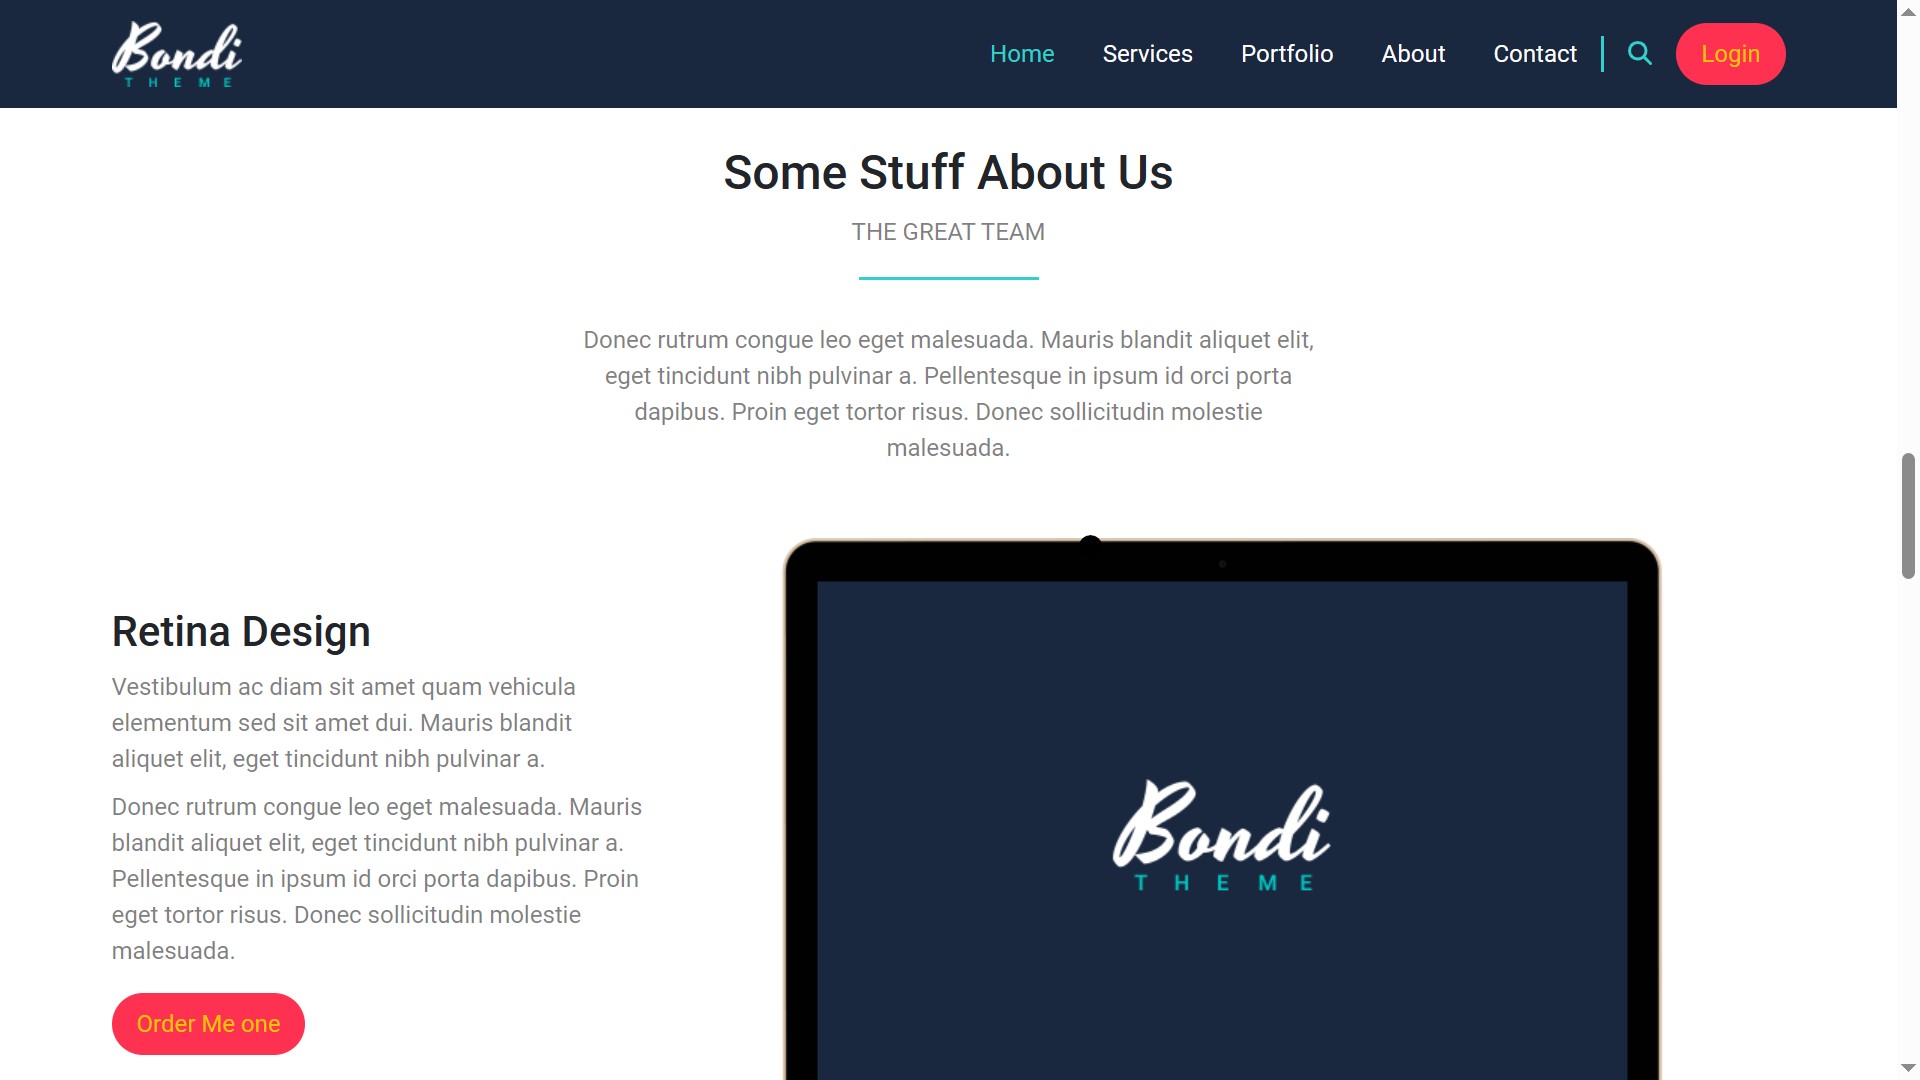 Bondi
THEME
Home Services Portfolio About Contact Login
Some Stuff About Us
THE GREAT TEAM
Donec rutrum congue leo eget malesuada. Mauris blandit aliquet elit,
eget tincidunt nibh pulvinar a. Pellentesque in ipsum id orci porta
dapibus. Proin eget tortor risus. Donec sollicitudin molestie
malesuada.
Retina Design
Vestibulum ac diam sit amet quam vehicula
elementum sed sit amet dui. Mauris blandit
aliquet elit, eget tincidunt nibh pulvinar a.
Donec rutrum congue leo eget malesuada. Mauris
blandit aliquet elit, eget tincidunt nibh pulvinar a.
Pellentesque in ipsum id orci porta dapibus. Proin
eget tortor risus. Donec sollicitudin molestie
malesuada.
Order Me one
Bondi
THEME